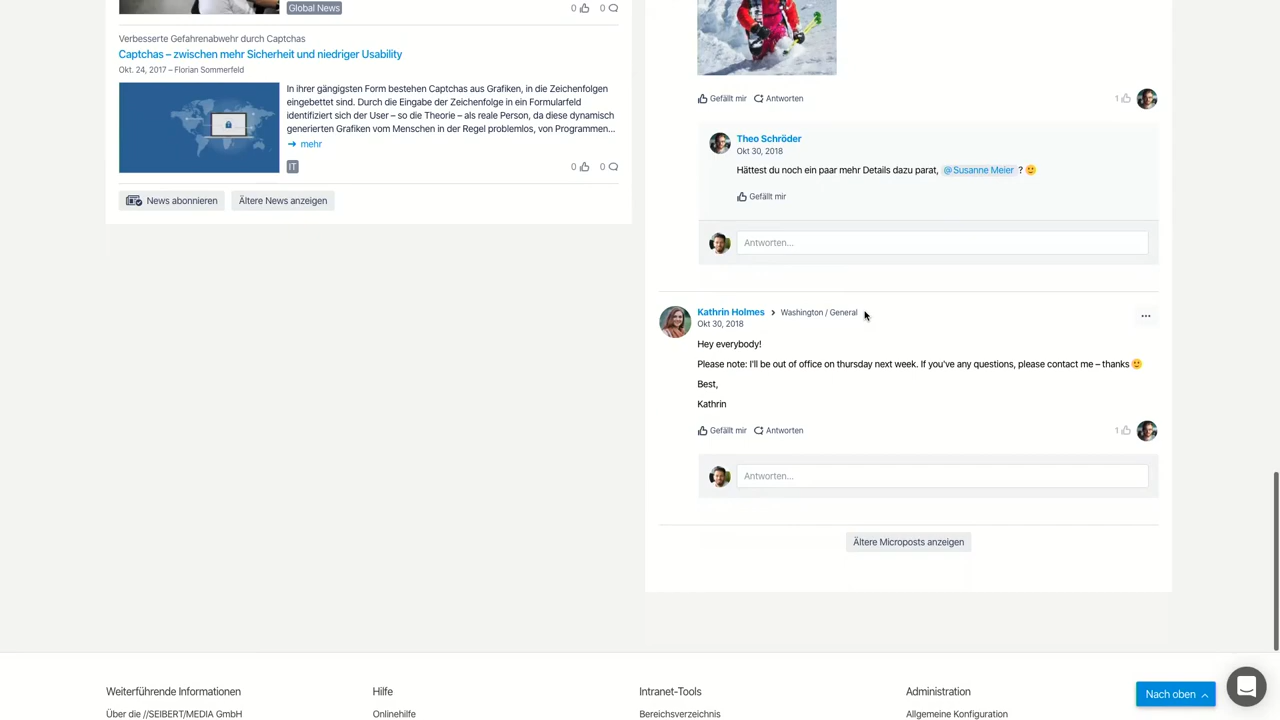 Global News
0
0
Verbesserte Gefahrenabwehr durch Captchas
Captchas – zwischen mehr Sicherheit und niedriger Usability
Okt. 24, 2017 – Florian Sommerfeld
In ihrer gängigsten Form bestehen Captchas aus Grafiken, in die Zeichenfolgen
eingebettet sind. Durch die Eingabe der Zeichenfolge in ein Formularfeld
identifiziert sich der User – so die Theorie – als reale Person, da diese dynamisch
generierten Grafiken vom Menschen in der Regel problemlos, von Programmen...
mehr
IT
0
0
News abonnieren
Ältere News anzeigen
Gefällt mir
Antworten
1
Theo Schröder
Okt 30, 2018
Hättest du noch ein paar mehr Details dazu parat, @Susanne Meier ? 🙂
Gefällt mir
Antworten...
Kathrin Holmes > Washington / General
Okt 30, 2018
Hey everybody!
Please note: I'll be out of office on thursday next week. If you've any questions, please contact me – thanks 🙂
Best,
Kathrin
Gefällt mir
Antworten
1
Antworten...
Ältere Microposts anzeigen
Weiterführende Informationen
Über die //SEIBERT/MEDIA GmbH
Hilfe
Onlinehilfe
Intranet-Tools
Bereichsverzeichnis
Administration
Allgemeine Konfiguration
Nach oben